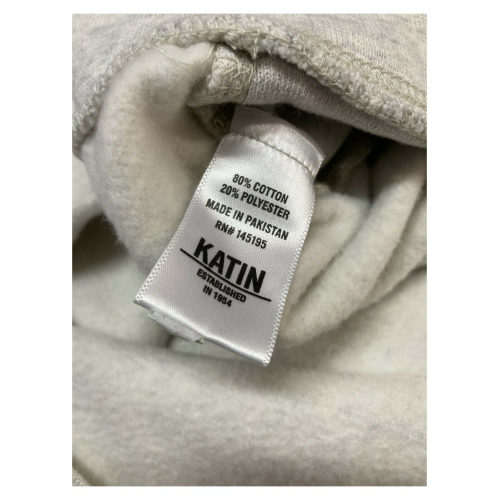 80% COTTON
20% POLYESTER
MADE IN PAKISTAN
RN# 145195
KATIN
ESTABLISHED
IN 1954